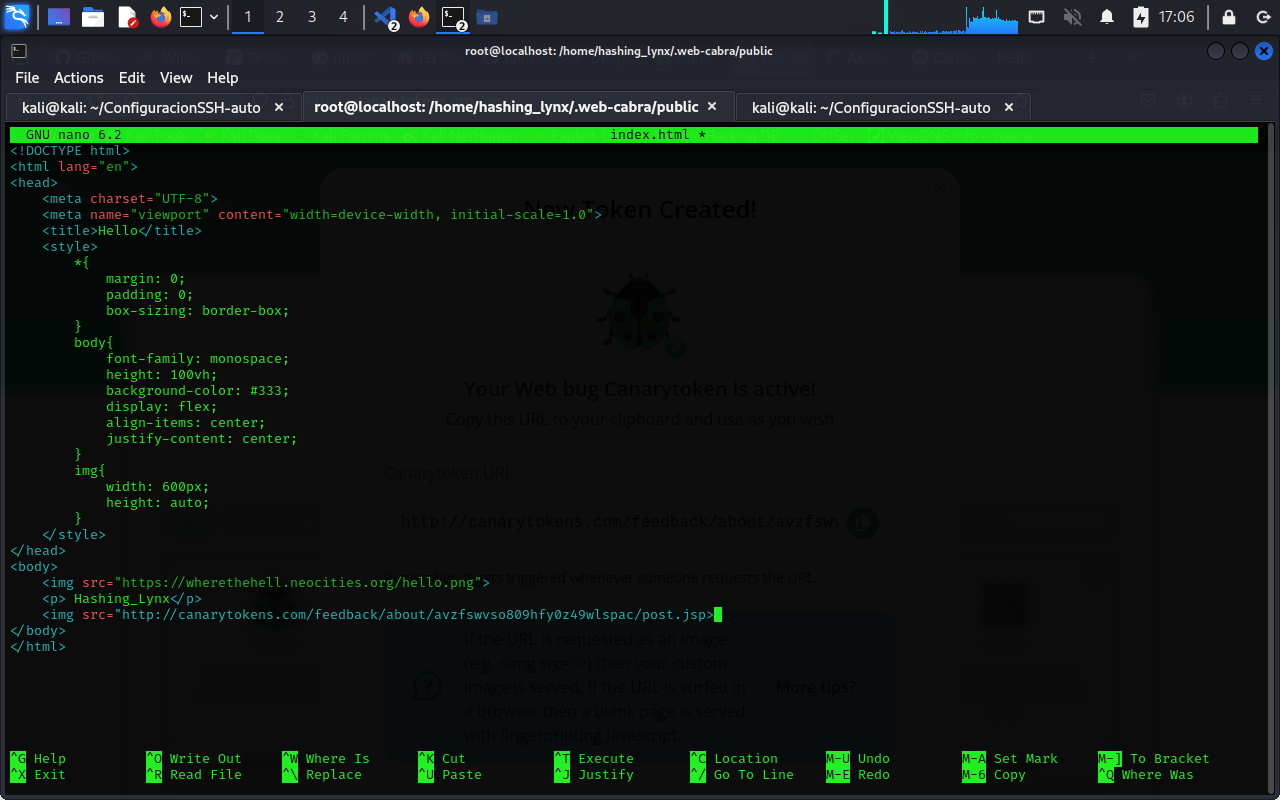 1 2 3 4 2 2 17:06
root@localhost: /home/hashing_lynx/.web-cabra/public
File Actions Edit View Help
kali@kali: ~/ConfiguracionSSH-auto × root@localhost: /home/hashing_lynx/.web-cabra/public × kali@kali: ~/ConfiguracionSSH-auto ×
GNU nano 6.2 index.html *
<!DOCTYPE html>
<html lang="en">
<head>
    <meta charset="UTF-8">
    <meta name="viewport" content="width=device-width, initial-scale=1.0">
New Token Created!
    <title>Hello</title>
    <style>
        *{
            margin: 0;
            padding: 0;
            box-sizing: border-box;
        }
        body{
            font-family: monospace;
            height: 100vh;
            background-color: #333;
Your Web bug Canarytoken is active!
            display: flex;
            align-items: center;
Copy this URL to your clipboard and use as you wish
            justify-content: center;
        }
        img{
Canarytoken URL
            width: 600px;
            height: auto;
        }
http://canarytokens.com/feedback/about/avzfswv
    </style>
</head>
<body>
    <img src="https://wherethehell.neocities.org/hello.png">
triggered whenever someone requests the URL.
    <p> Hashing_Lynx</p>
    <img src="http://canarytokens.com/feedback/about/avzfswvso809hfy0z49wlspac/post.jsp>
</body>
</html>
If the URL is requested as an image
(e.g. <img src="">) then your custom
image is served. If the URL is surfed in
a browser then a blank page is served
with fingerprinting Javascript.
More tips?
^G Help ^O Write Out ^W Where Is ^K Cut ^T Execute ^C Location M-U Undo M-A Set Mark M-] To Bracket
^X Exit ^R Read File ^\ Replace ^U Paste ^J Justify ^/ Go To Line M-E Redo M-6 Copy ^Q Where Was